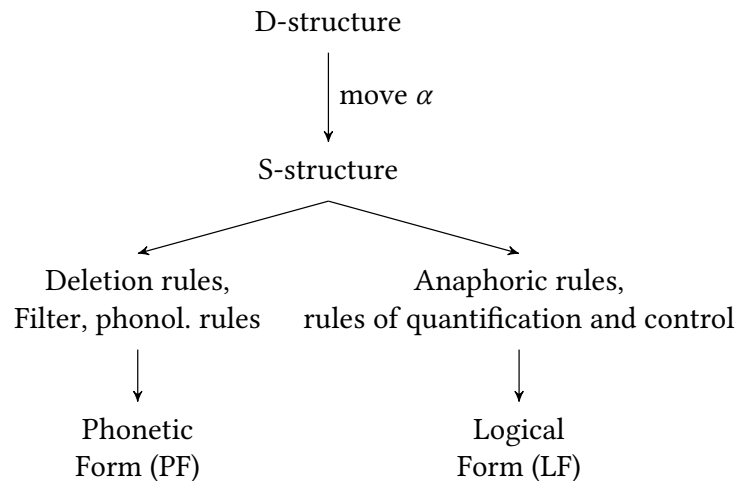 D-structure
move α
S-structure
Deletion rules,
Filter, phonol. rules
Anaphoric rules,
rules of quantification and control
Phonetic
Form (PF)
Logical
Form (LF)